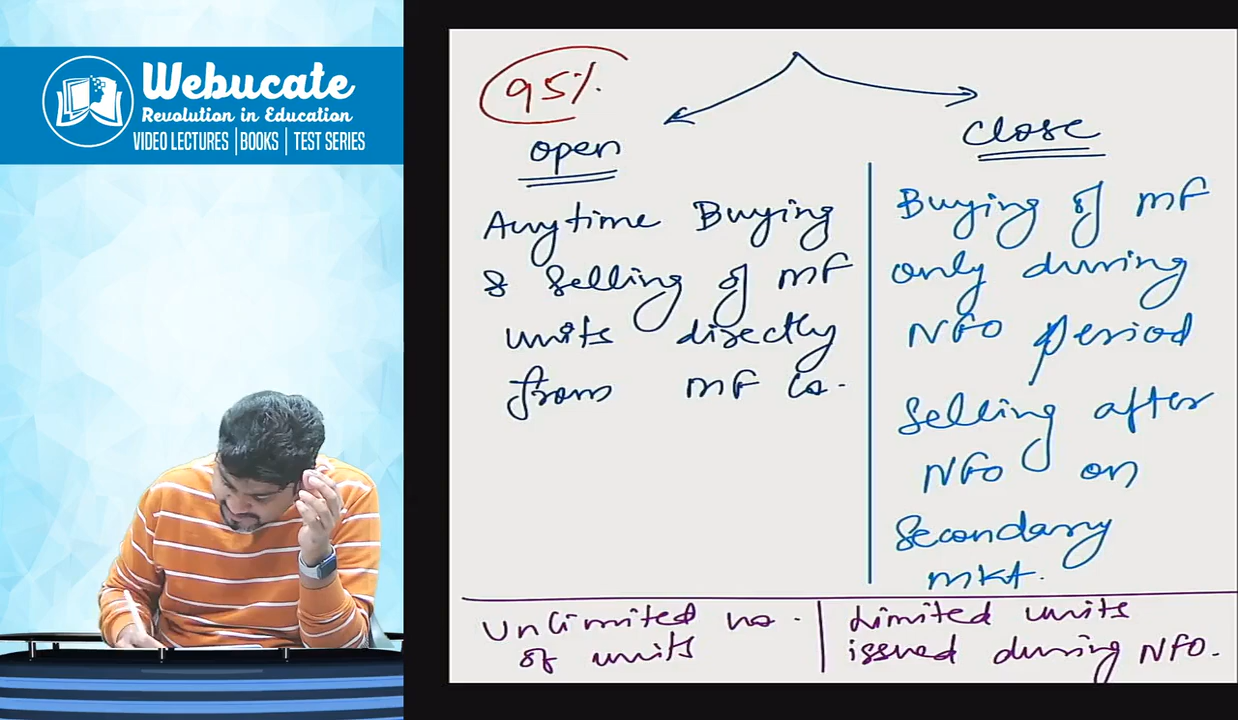 Webucate
Revolution in Education
VIDEO LECTURES | BOOKS | TEST SERIES
95%.
open
Anytime Buying
& Selling of MF
units directly
from MF Co.
Close
Buying of MF
only during
NFO period
Selling after
NFO on
Secondary
mkt.
Unlimited no.
of units
Limited units
issued during NFO.